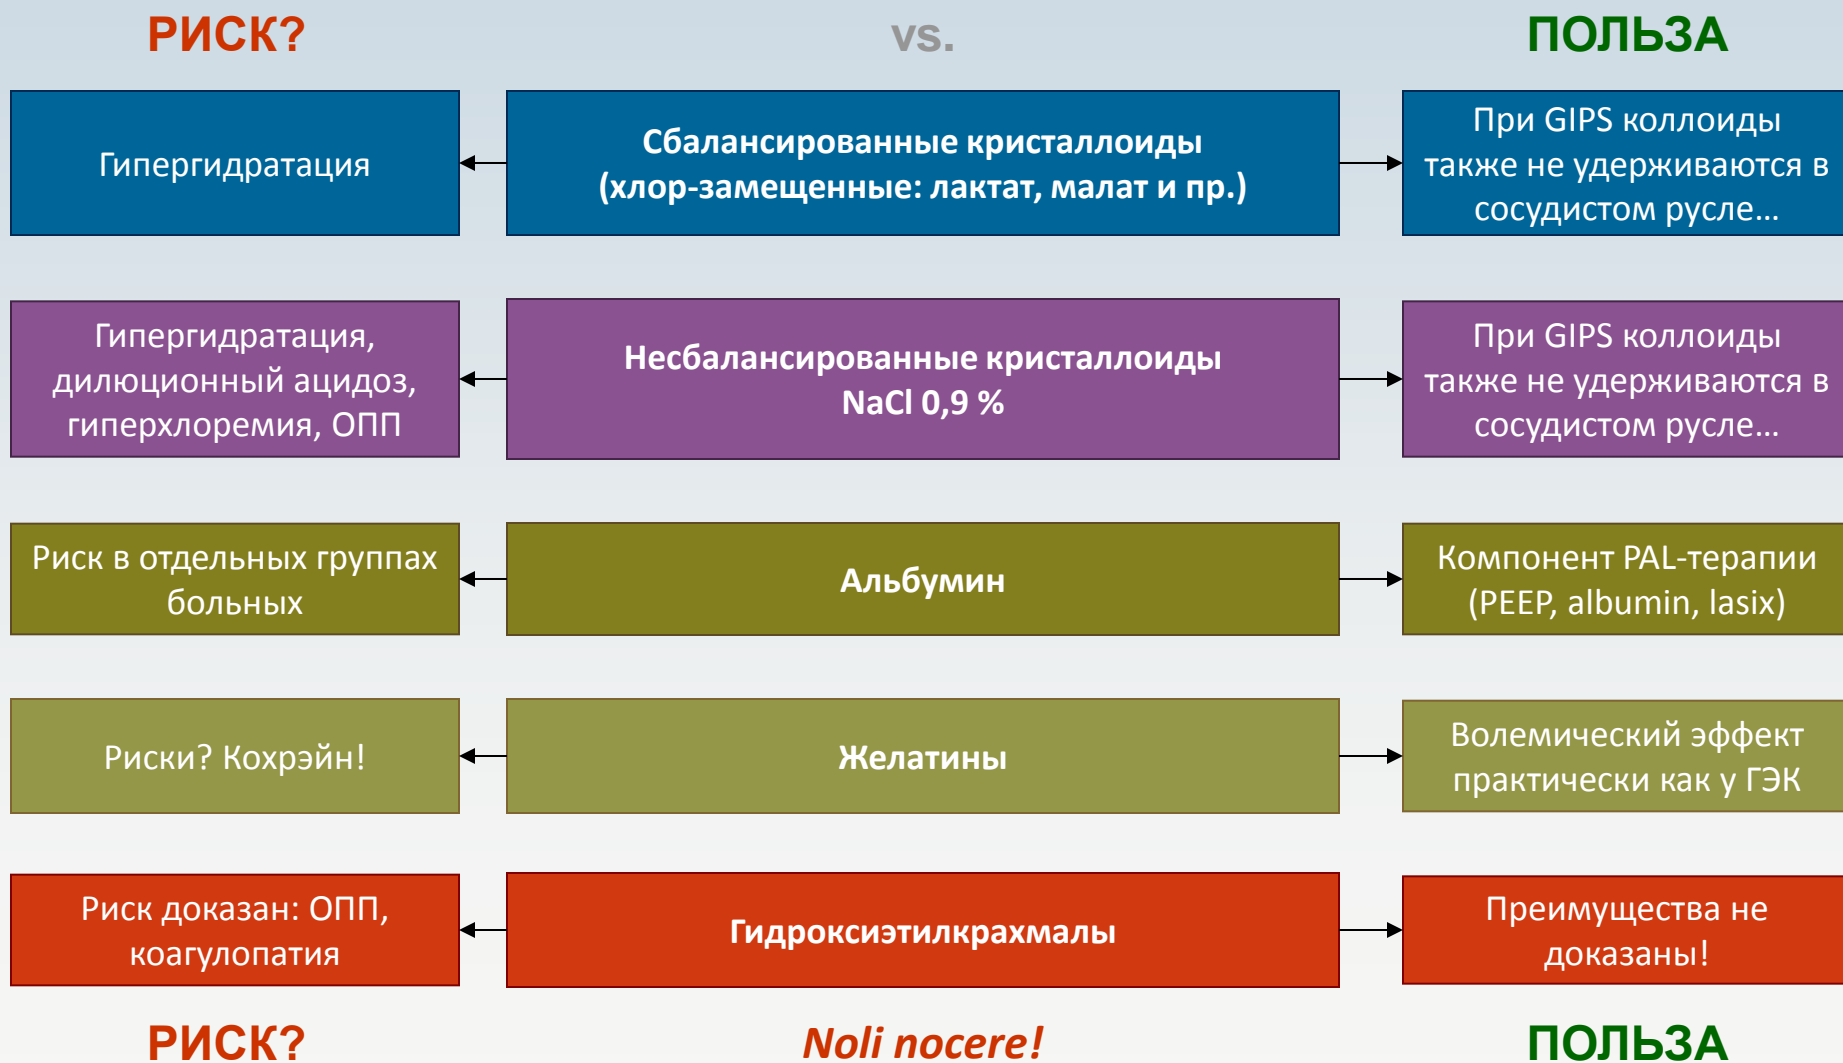 РИСК?
vs.
ПОЛЬЗА
Гипергидратация
Сбалансированные кристаллоиды
(хлор-замещенные: лактат, малат и пр.)
При GIPS коллоиды
также не удерживаются в
сосудистом русле...
Гипергидратация,
дилюционный ацидоз,
гиперхлоремия, ОПП
Несбалансированные кристаллоиды
NaCl 0,9 %
При GIPS коллоиды
также не удерживаются в
сосудистом русле...
Риск в отдельных группах
больных
Альбумин
Компонент PAL-терапии
(PEEP, albumin, lasix)
Риски? Кохрэйн!
Желатины
Волемический эффект
практически как у ГЭК
Риск доказан: ОПП,
коагулопатия
Гидроксиэтилкрахмалы
Преимущества не
доказаны!
РИСК?
Noli nocere!
ПОЛЬЗА